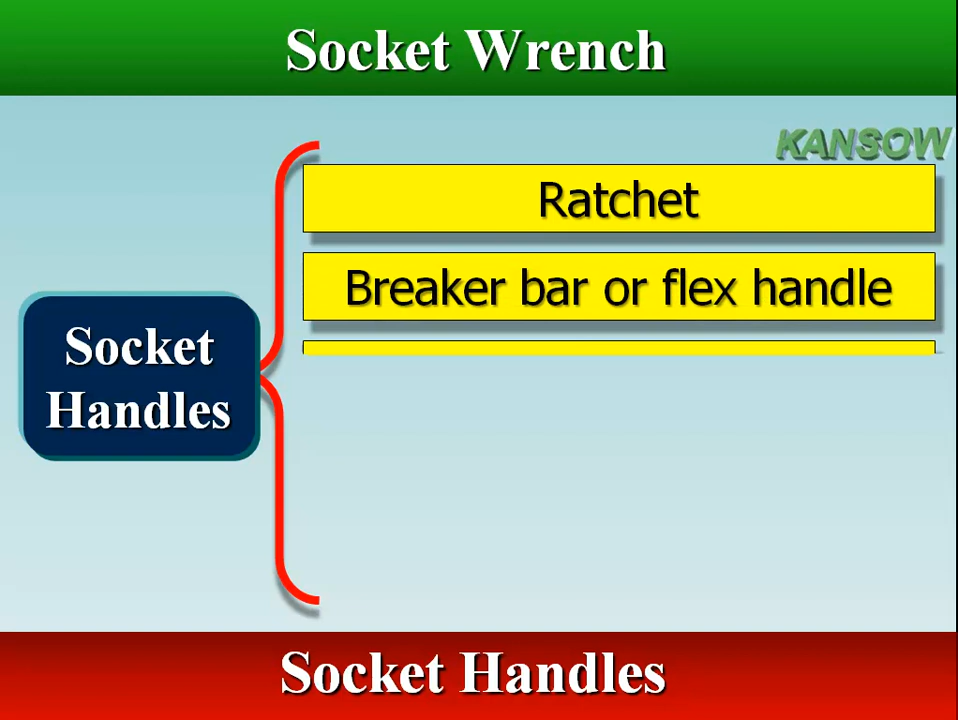 Socket Wrench
KANSOW
Ratchet
Breaker bar or flex handle
Socket
Handles
Socket Handles